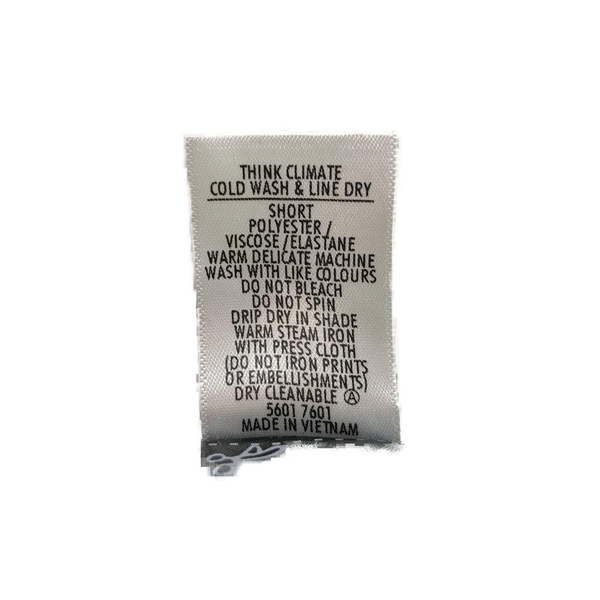 THINK CLIMATE
COLD WASH & LINE DRY
SHORT
POLYESTER/
VISCOSE/ELASTANE
WARM DELICATE MACHINE
WASH WITH LIKE COLOURS
DO NOT BLEACH
DO NOT SPIN
DRIP DRY IN SHADE
WARM STEAM IRON
WITH PRESS CLOTH
(DO NOT IRON PRINTS
OR EMBELLISHMENTS)
DRY CLEANABLE Ⓐ
5601 7601
MADE IN VIETNAM